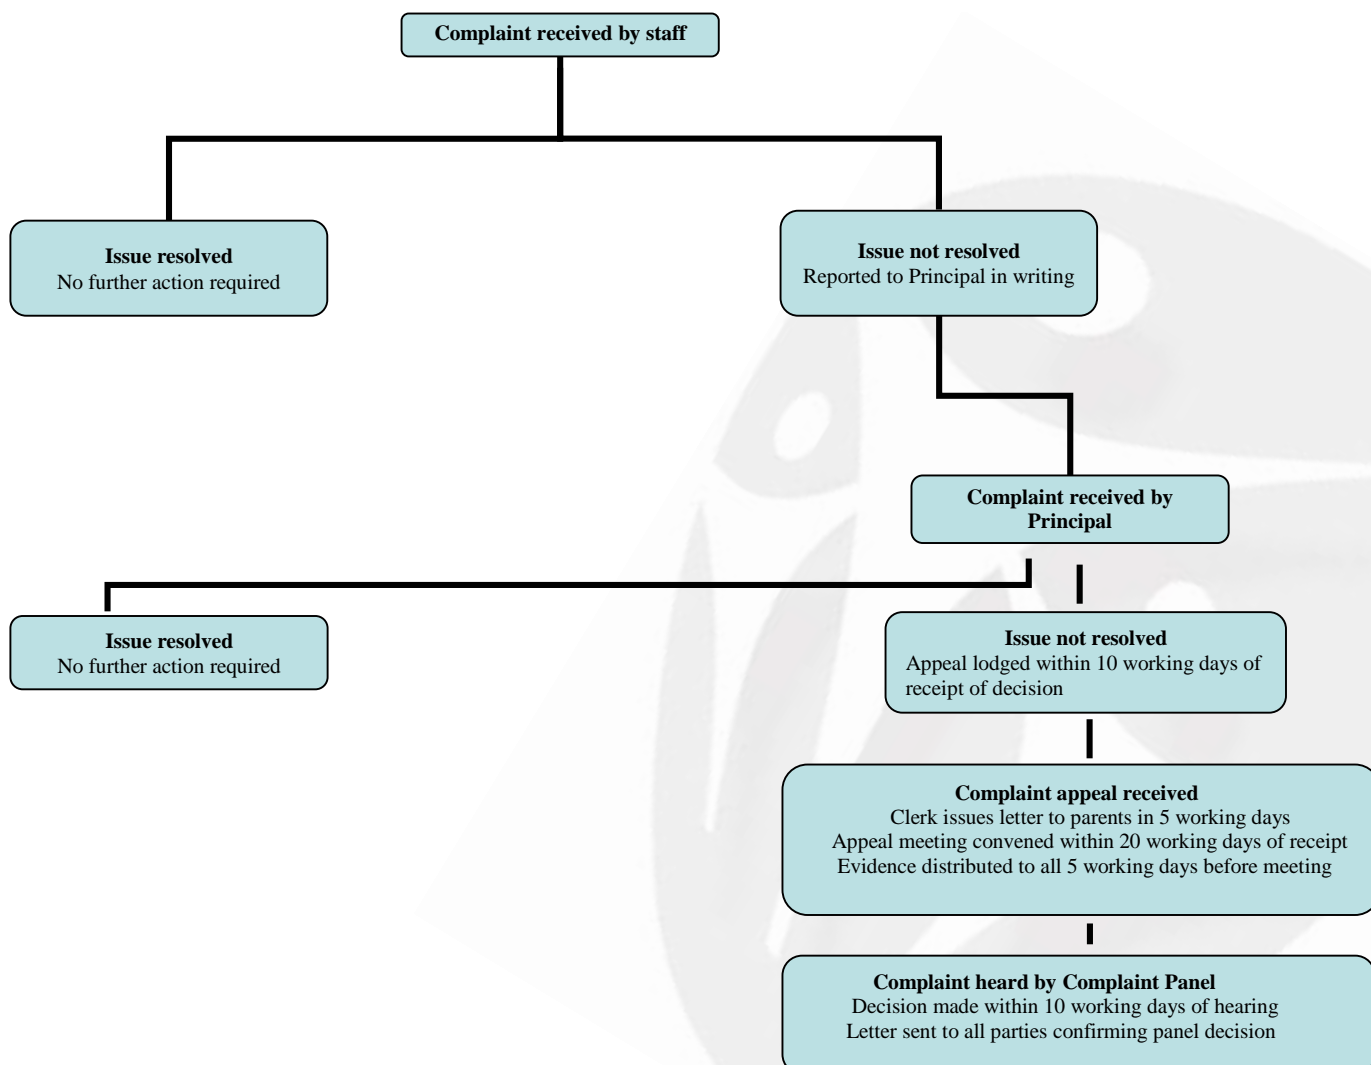 Complaint received by staff
Issue resolved
No further action required
Issue not resolved
Reported to Principal in writing
Complaint received by
Principal
Issue resolved
No further action required
Issue not resolved
Appeal lodged within 10 working days of
receipt of decision
Complaint appeal received
Clerk issues letter to parents in 5 working days
Appeal meeting convened within 20 working days of receipt
Evidence distributed to all 5 working days before meeting
Complaint heard by Complaint Panel
Decision made within 10 working days of hearing
Letter sent to all parties confirming panel decision